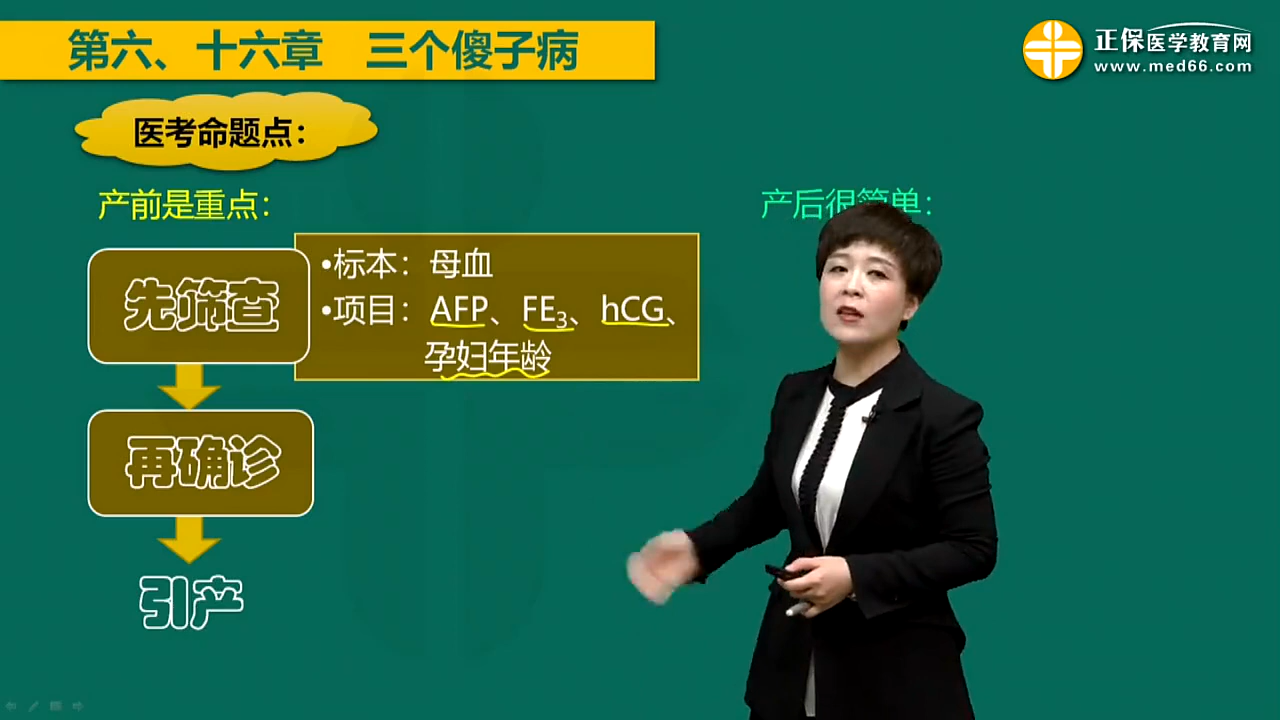 第六、十六章 三个傻子病
正保医学教育网
www.med66.com
医考命题点：
产前是重点：
先筛查
•标本：母血
•项目：AFP、FE3、hCG、
孕妇年龄
再确诊
引产
产后很简单：